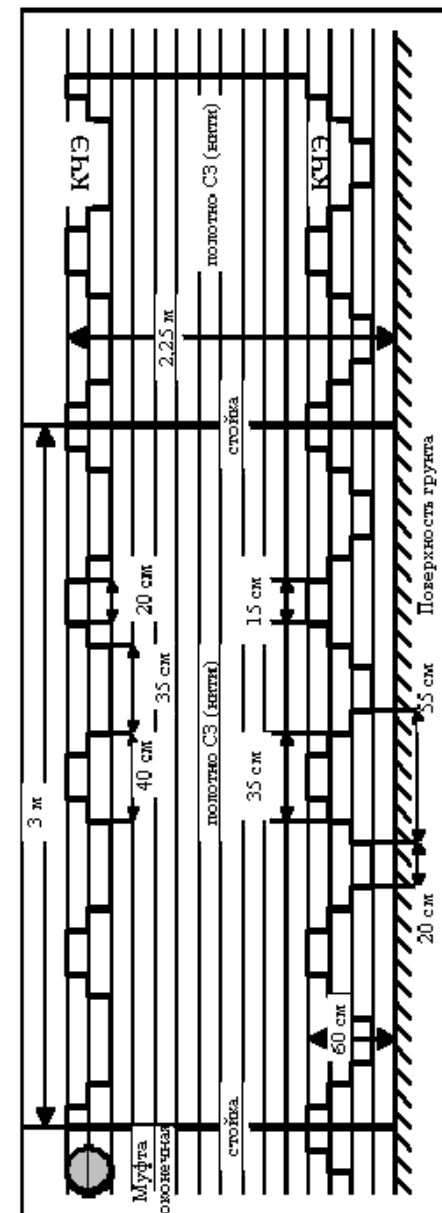 КЧЭ
КЧЭ
полотно СЗ (нити)
2,25 м
стойка
3 м
20 см
35 см
40 см
полотно СЗ (нити)
15 см
35 см
Поверхность грунта
55 см
20 см
60 см
Муфта
оконечная
стойка